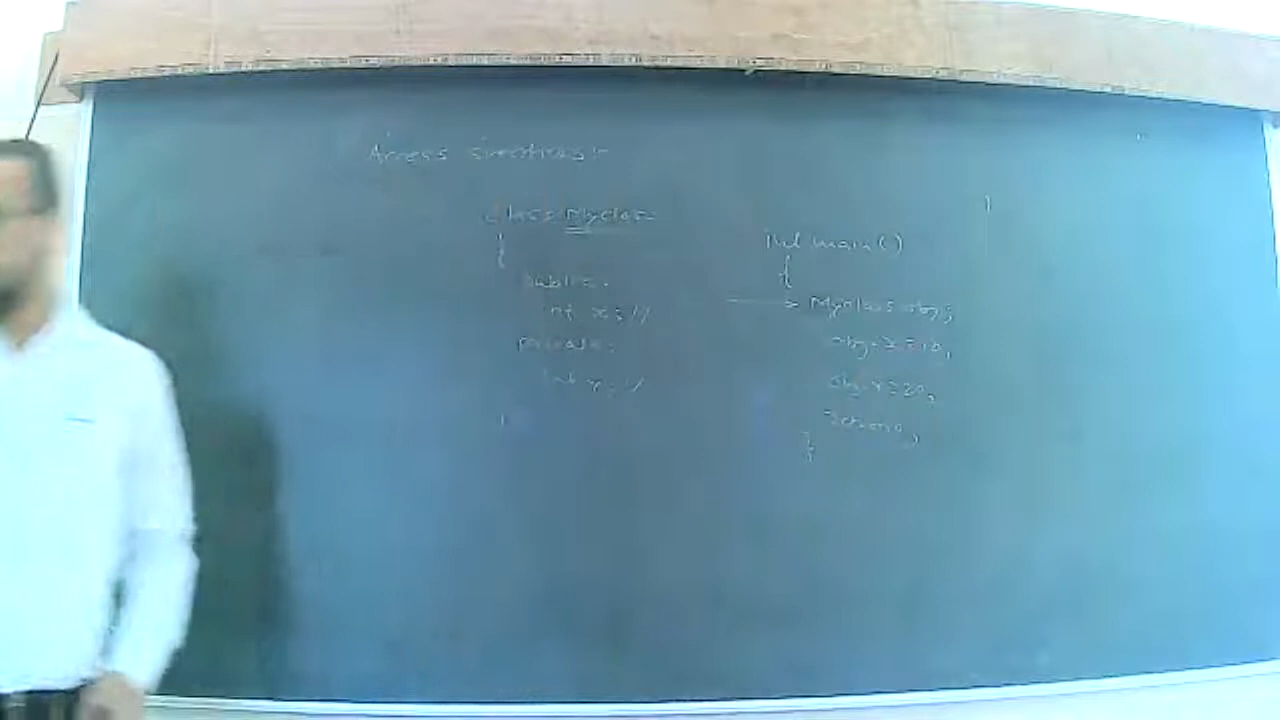 Access specifiers:-
class Myclass
{
public:
int x; //
private:
int y; //
int main()
{
Myclass obj;
obj.x=10;
obj.y=20;
return 0;
}